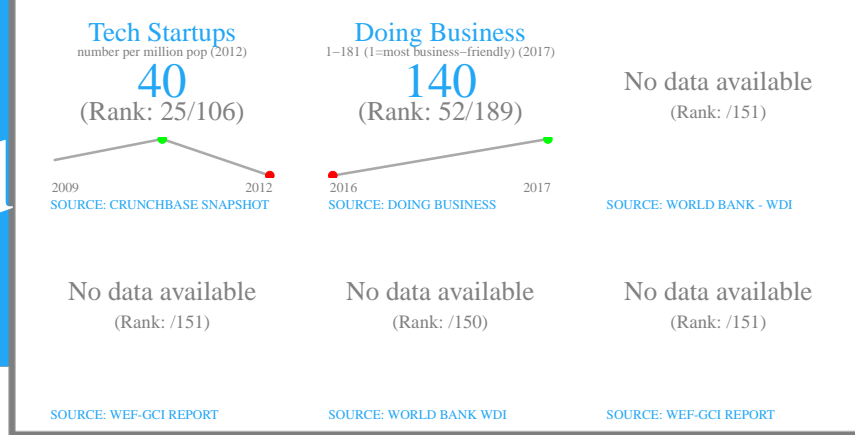 Tech Startups
number per million pop (2012)
40
(Rank: 25/106)
2009 2012
SOURCE: CRUNCHBASE SNAPSHOT
Doing Business
1−181 (1=most business−friendly) (2017)
140
(Rank: 52/189)
2016 2017
SOURCE: DOING BUSINESS
No data available
(Rank: /151)
SOURCE: WORLD BANK - WDI
No data available
(Rank: /151)
SOURCE: WEF-GCI REPORT
No data available
(Rank: /150)
SOURCE: WORLD BANK WDI
No data available
(Rank: /151)
SOURCE: WEF-GCI REPORT